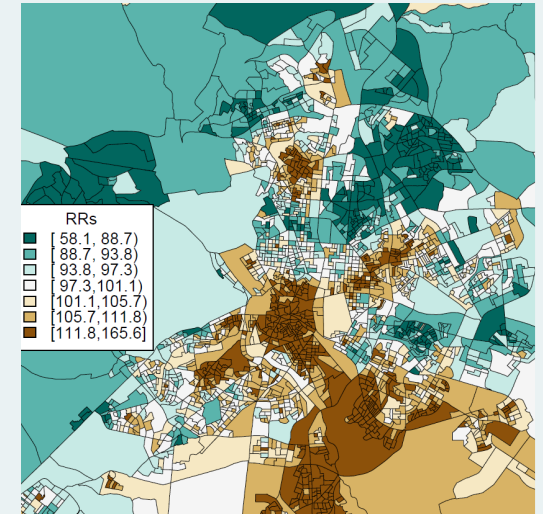 RRs
[ 58.1, 88.7)
[ 88.7, 93.8)
[ 93.8, 97.3)
[ 97.3,101.1)
[101.1,105.7)
[105.7,111.8)
[111.8,165.6]